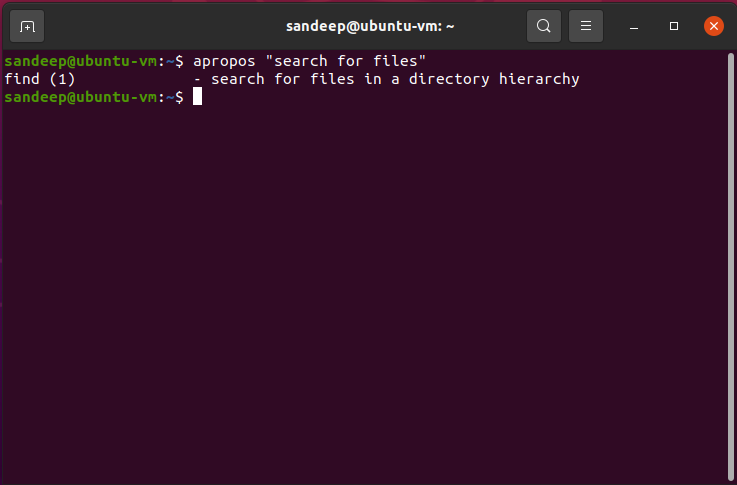 sandeep@ubuntu-vm: ~
sandeep@ubuntu-vm:~$ apropos "search for files"
find (1)             - search for files in a directory hierarchy
sandeep@ubuntu-vm:~$